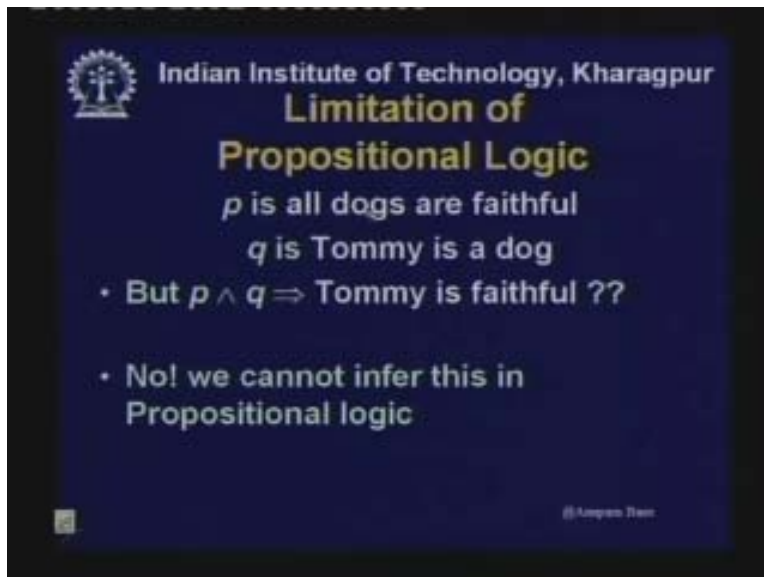 Indian Institute of Technology, Kharagpur
Limitation of
Propositional Logic
p is all dogs are faithful
q is Tommy is a dog
• But p ∧ q ⇒ Tommy is faithful ??
• No! we cannot infer this in
Propositional logic